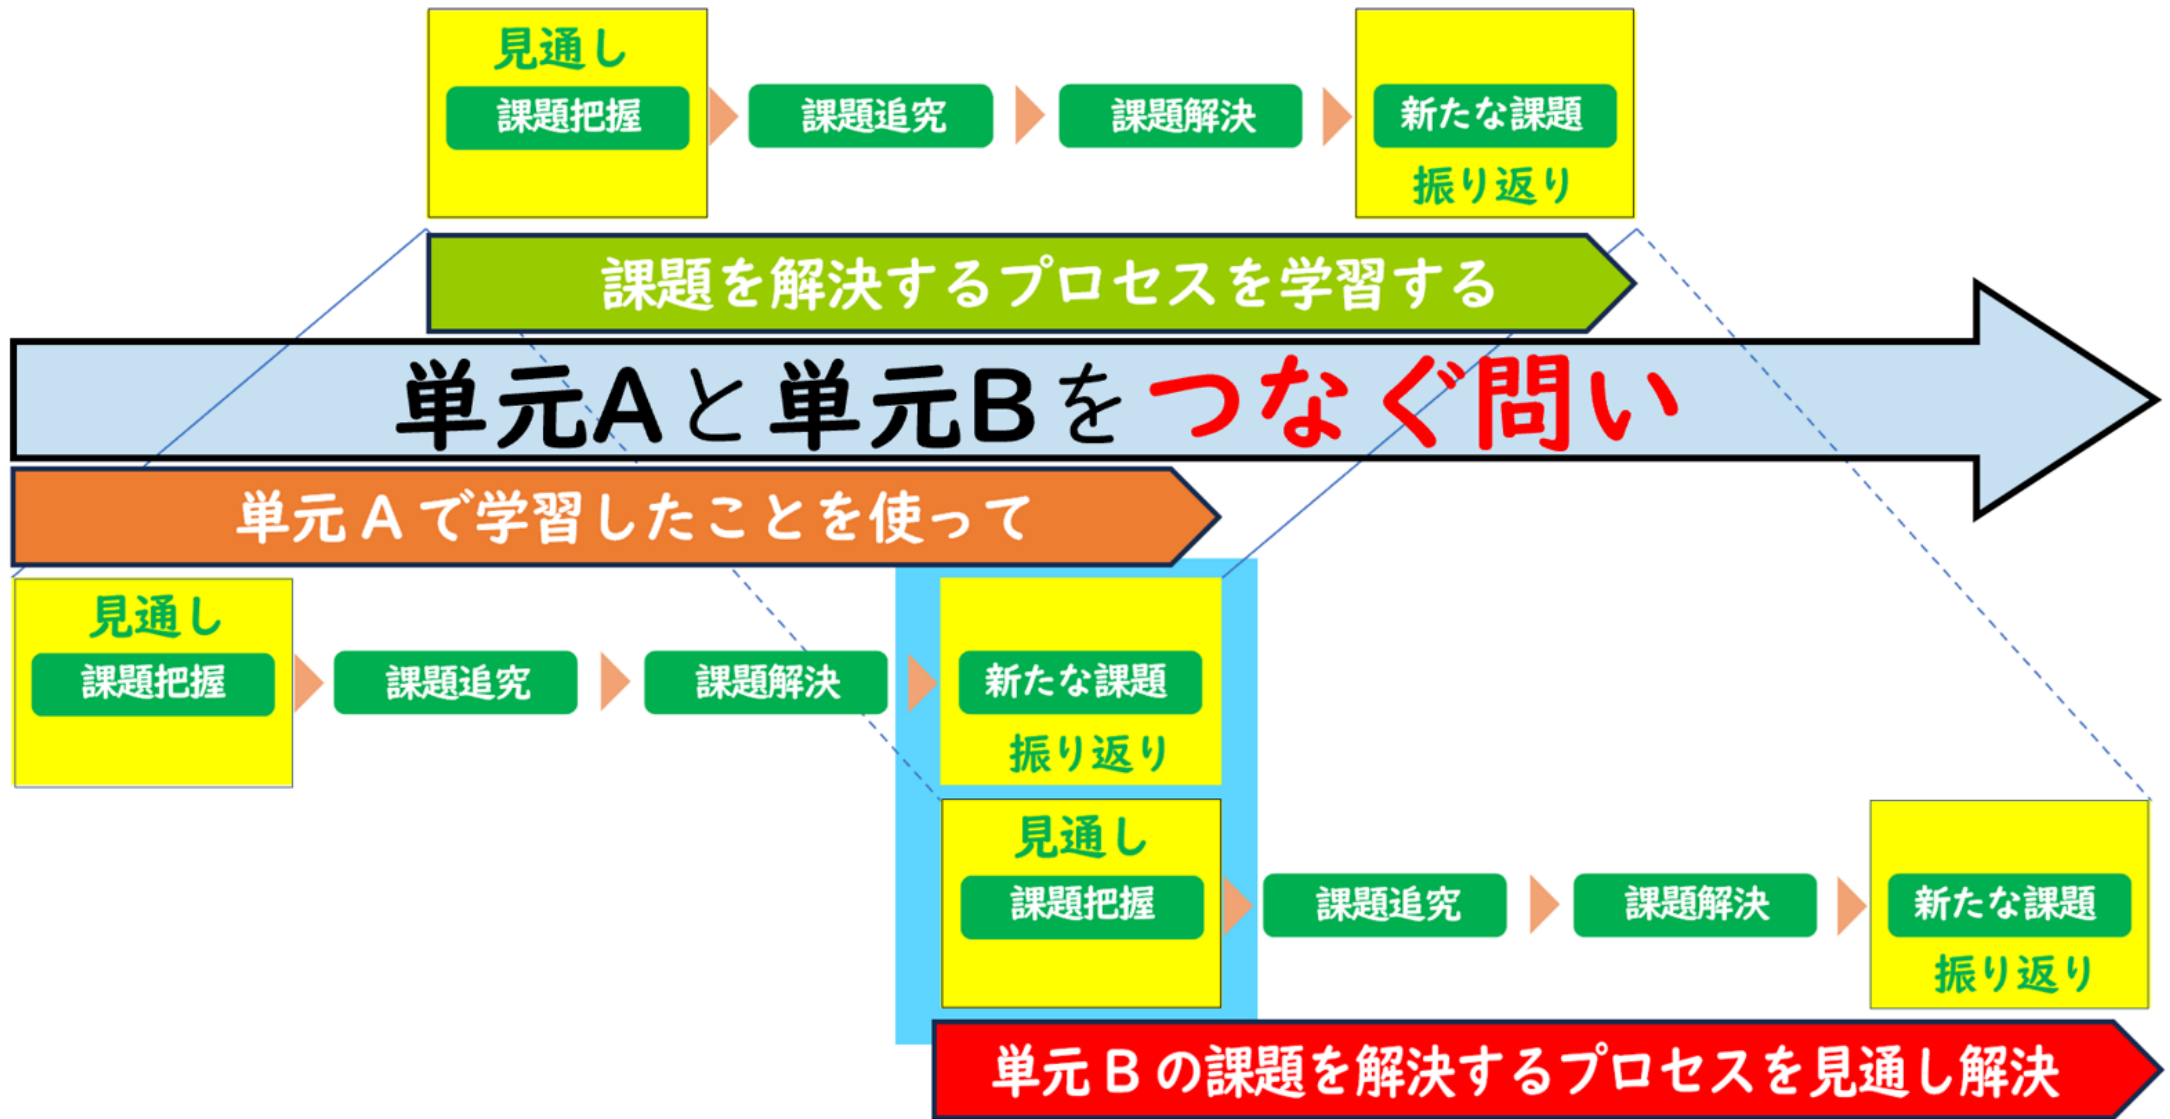 見通し
課題把握
課題追究
課題解決
新たな課題
振り返り
課題を解決するプロセスを学習する
単元Aと単元Bをつなぐ問い
単元Aで学習したことを使って
見通し
課題把握
課題追究
課題解決
新たな課題
振り返り
見通し
課題把握
課題追究
課題解決
新たな課題
振り返り
単元Bの課題を解決するプロセスを見通し解決